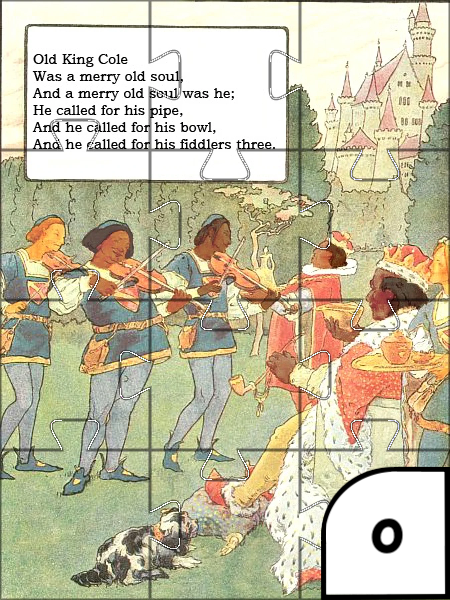 Old King Cole
Was a merry old soul,
And a merry old soul was he;
He called for his pipe,
And he called for his bowl,
And he called for his fiddlers three.
O